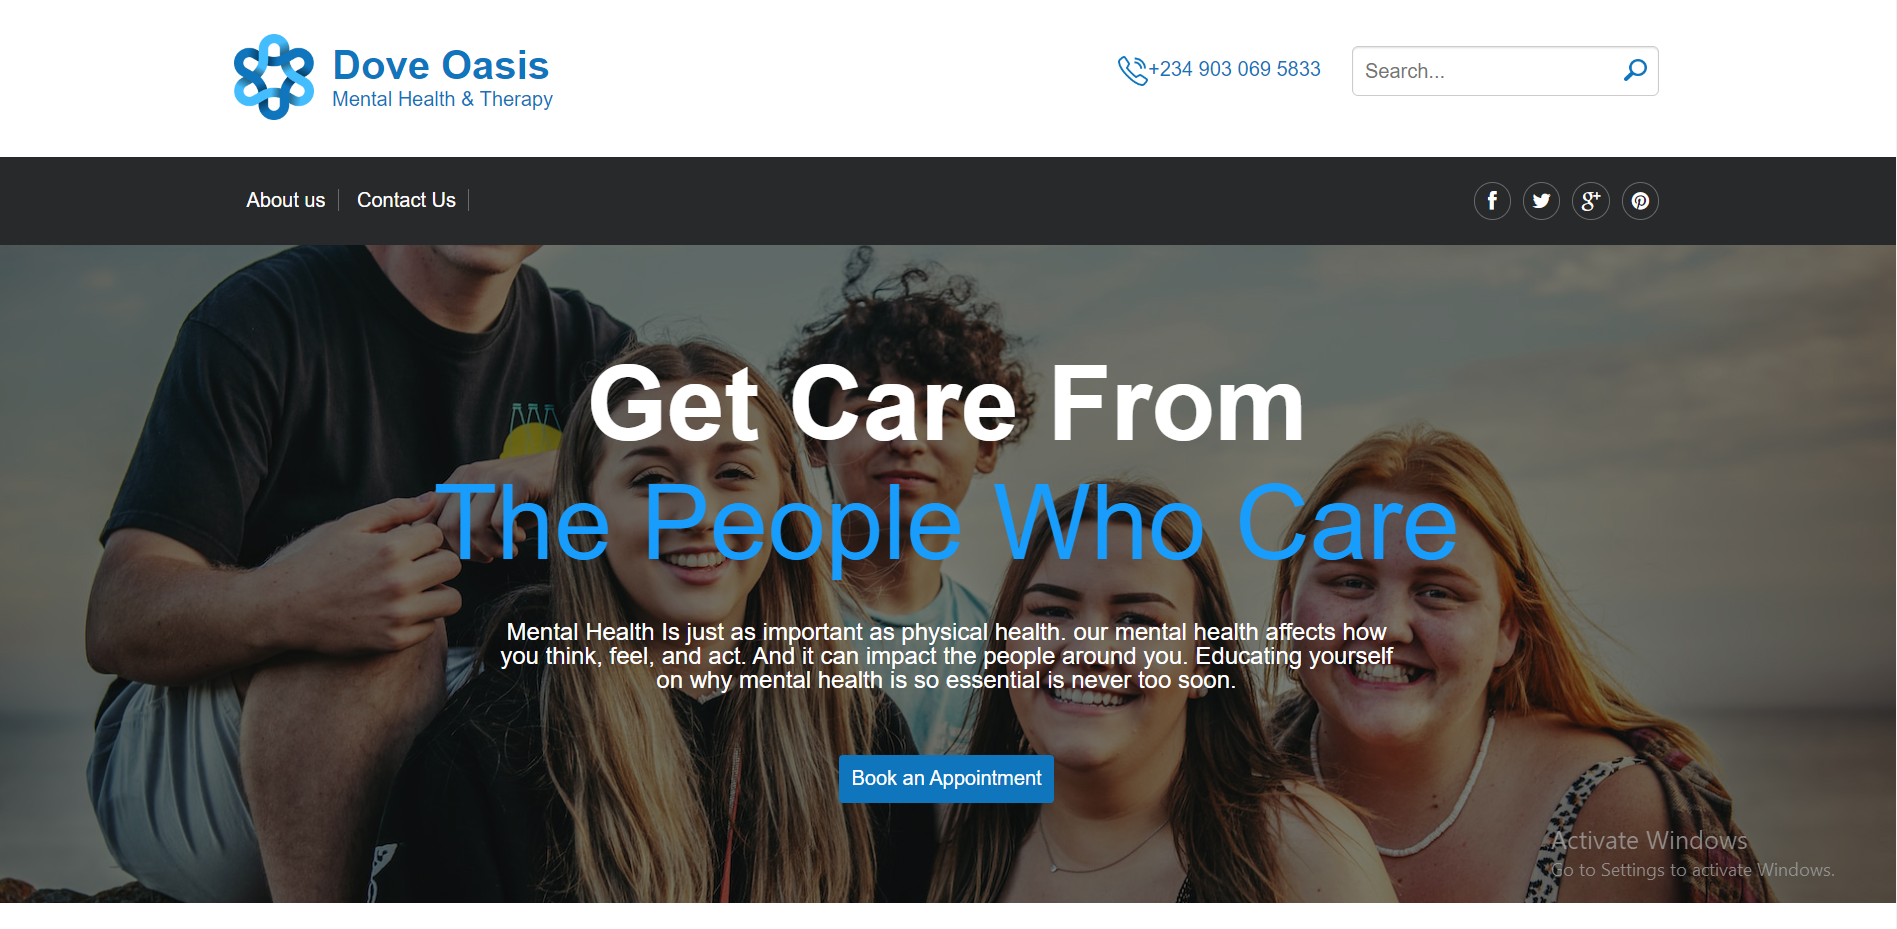 Dove Oasis
Mental Health & Therapy
+234 903 069 5833
Search...
About us
Contact Us
Get Care From
The People Who Care
Mental Health Is just as important as physical health. our mental health affects how
you think, feel, and act. And it can impact the people around you. Educating yourself
on why mental health is so essential is never too soon.
Book an Appointment
Activate Windows
Go to Settings to activate Windows.